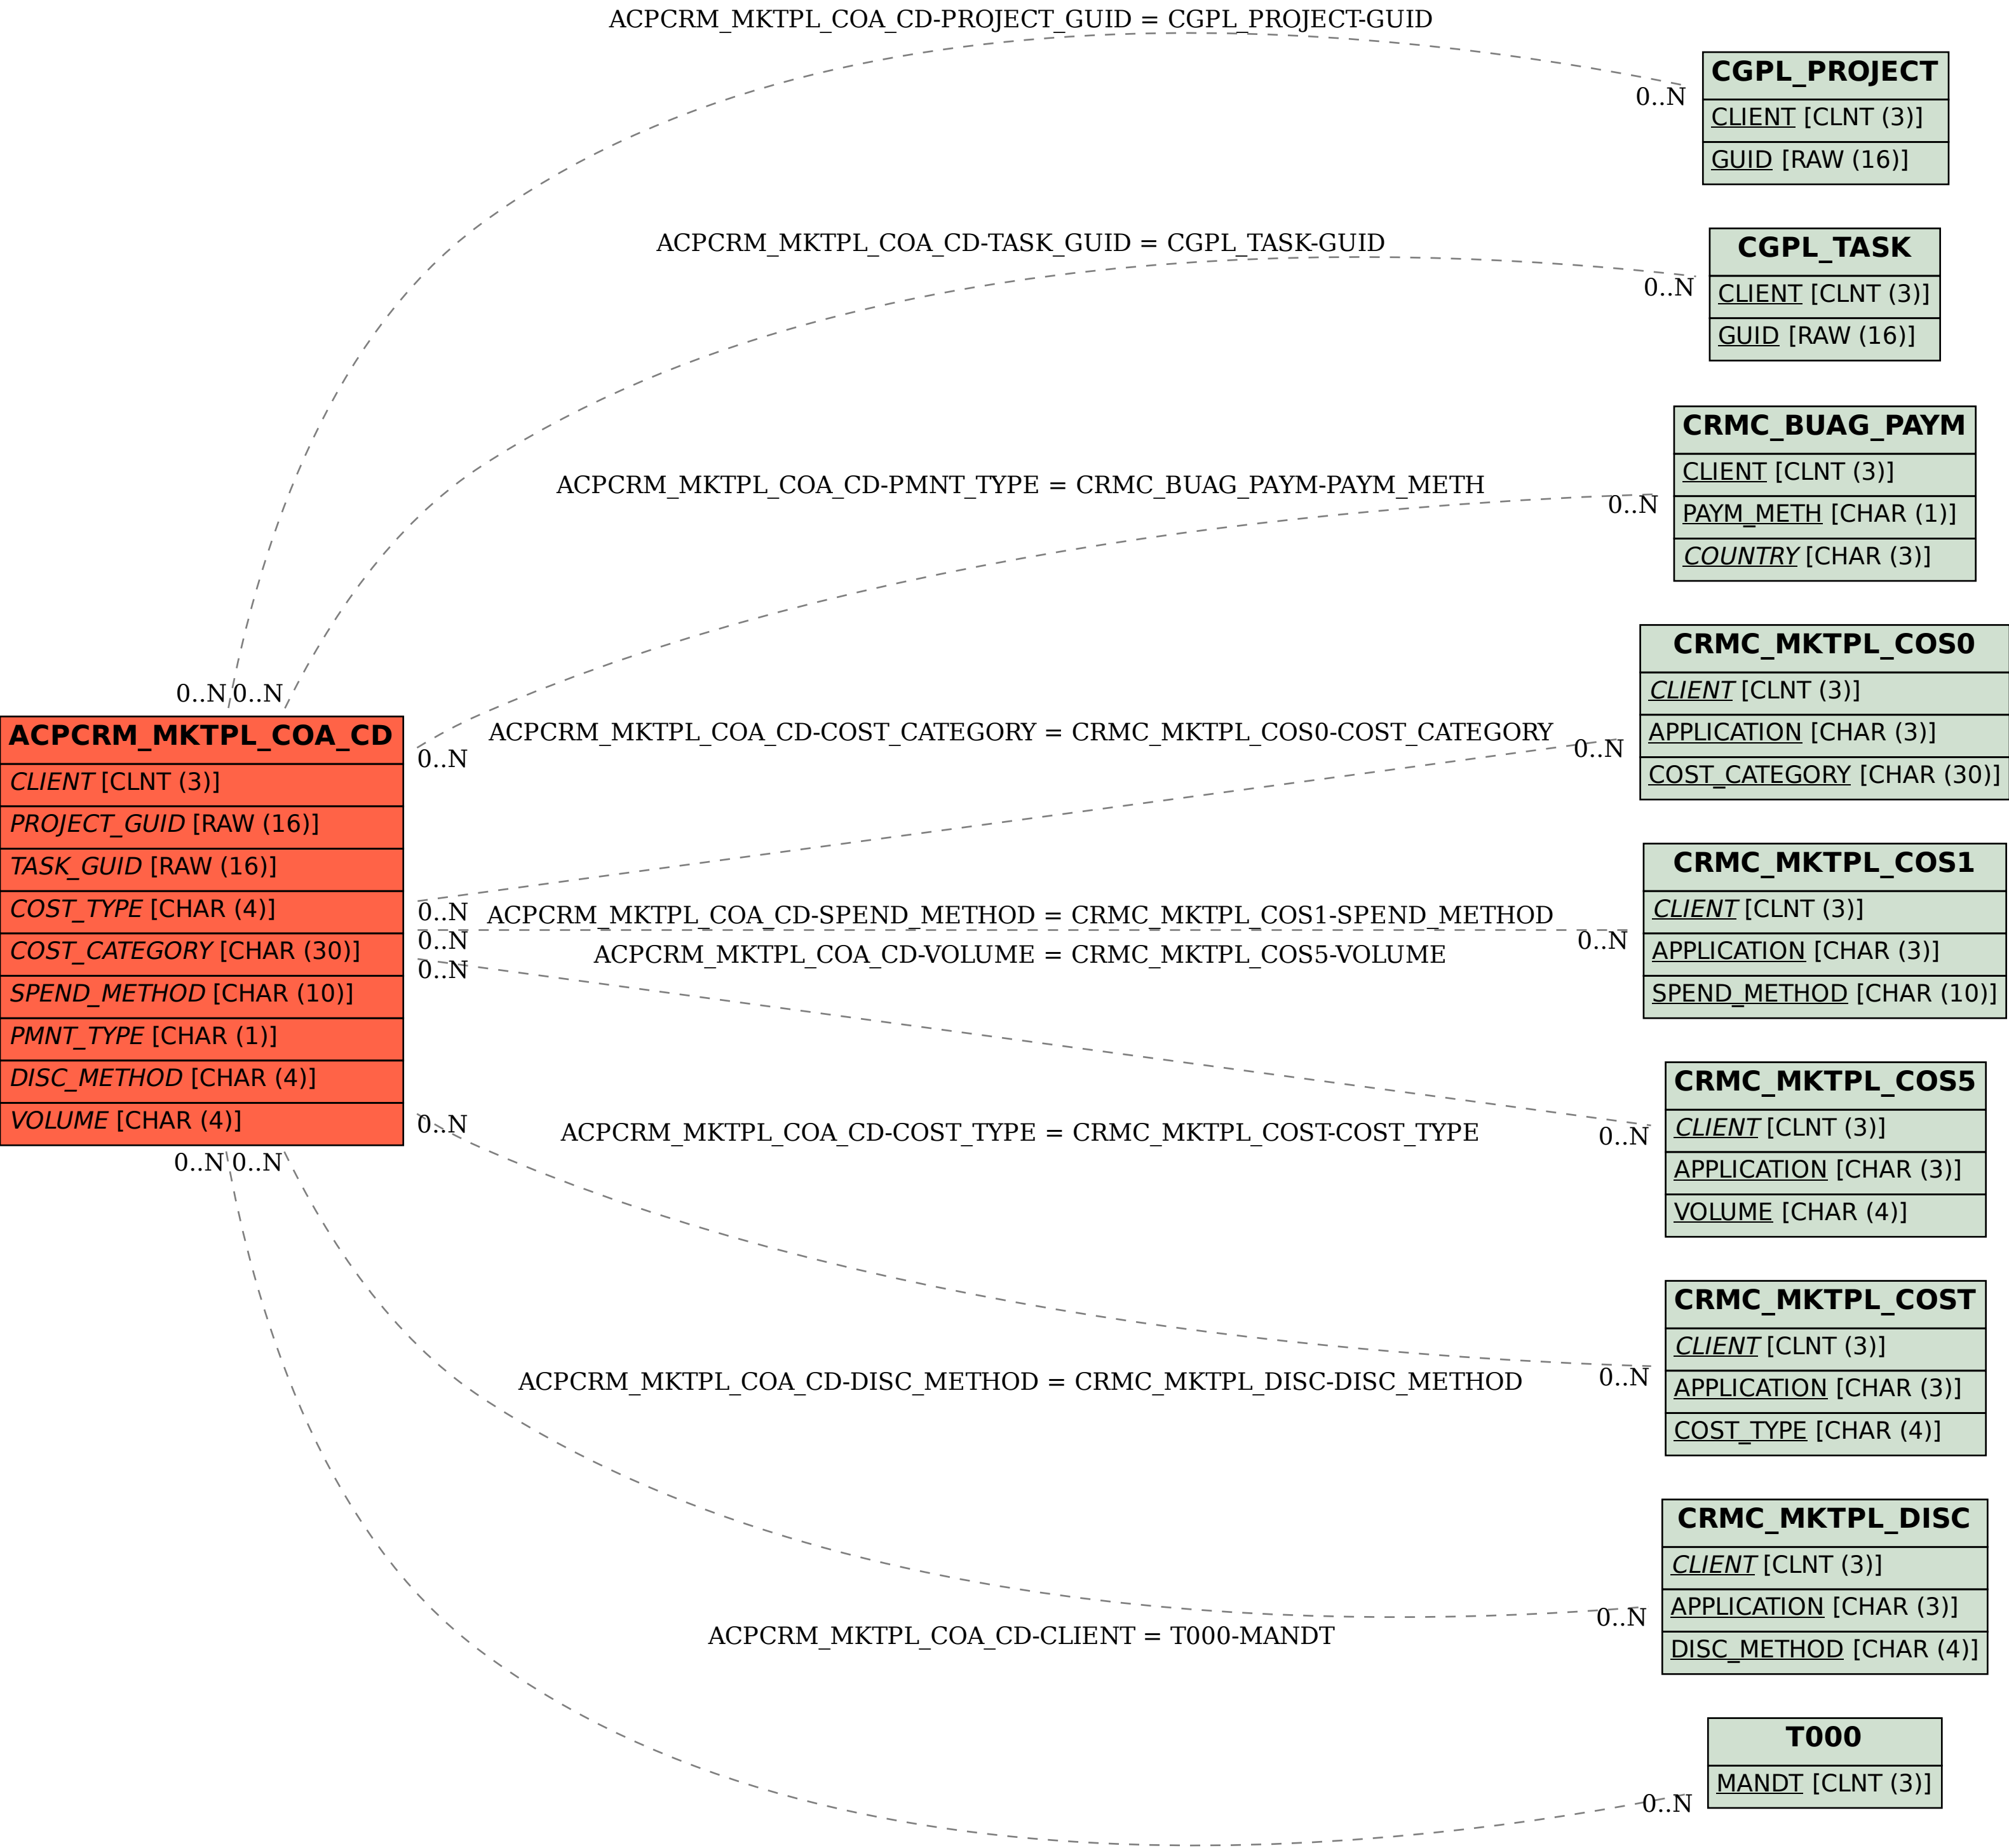 ACPCRM_MKTPL_COA_CD-PROJECT_GUID = CGPL_PROJECT-GUID
0..N
0..N
CGPL_PROJECT
CLIENT [CLNT (3)]
GUID [RAW (16)]
ACPCRM_MKTPL_COA_CD-TASK_GUID = CGPL_TASK-GUID
0..N
0..N
CGPL_TASK
CLIENT [CLNT (3)]
GUID [RAW (16)]
ACPCRM_MKTPL_COA_CD-PMNT_TYPE = CRMC_BUAG_PAYM-PAYM_METH
0..N
0..N
CRMC_BUAG_PAYM
CLIENT [CLNT (3)]
PAYM_METH [CHAR (1)]
COUNTRY [CHAR (3)]
ACPCRM_MKTPL_COA_CD
CLIENT [CLNT (3)]
PROJECT_GUID [RAW (16)]
TASK_GUID [RAW (16)]
COST_TYPE [CHAR (4)]
COST_CATEGORY [CHAR (30)]
SPEND_METHOD [CHAR (10)]
PMNT_TYPE [CHAR (1)]
DISC_METHOD [CHAR (4)]
VOLUME [CHAR (4)]
ACPCRM_MKTPL_COA_CD-COST_CATEGORY = CRMC_MKTPL_COS0-COST_CATEGORY
0..N
0..N
CRMC_MKTPL_COS0
CLIENT [CLNT (3)]
APPLICATION [CHAR (3)]
COST_CATEGORY [CHAR (30)]
ACPCRM_MKTPL_COA_CD-SPEND_METHOD = CRMC_MKTPL_COS1-SPEND_METHOD
0..N
0..N
CRMC_MKTPL_COS1
CLIENT [CLNT (3)]
APPLICATION [CHAR (3)]
SPEND_METHOD [CHAR (10)]
ACPCRM_MKTPL_COA_CD-VOLUME = CRMC_MKTPL_COS5-VOLUME
0..N
0..N
CRMC_MKTPL_COS5
CLIENT [CLNT (3)]
APPLICATION [CHAR (3)]
VOLUME [CHAR (4)]
ACPCRM_MKTPL_COA_CD-COST_TYPE = CRMC_MKTPL_COST-COST_TYPE
0..N
0..N
CRMC_MKTPL_COST
CLIENT [CLNT (3)]
APPLICATION [CHAR (3)]
COST_TYPE [CHAR (4)]
ACPCRM_MKTPL_COA_CD-DISC_METHOD = CRMC_MKTPL_DISC-DISC_METHOD
0..N
0..N
CRMC_MKTPL_DISC
CLIENT [CLNT (3)]
APPLICATION [CHAR (3)]
DISC_METHOD [CHAR (4)]
ACPCRM_MKTPL_COA_CD-CLIENT = T000-MANDT
0..N
0..N
T000
MANDT [CLNT (3)]